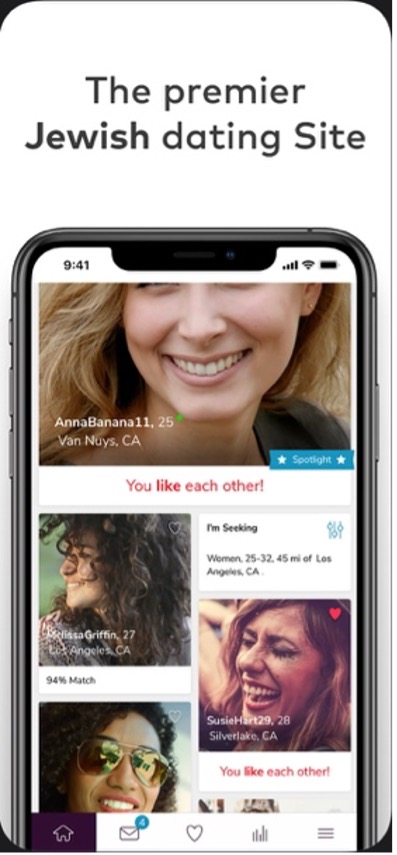 The premier
Jewish dating Site
9:41
AnnaBanana11, 25
Van Nuys, CA
Spotlight
You like each other!
MelissaGriffin, 27
Los Angeles, CA
94% Match
I'm Seeking
Women, 25-32, 45 mi of Los
Angeles, CA .
SusieHart29, 28
Silverlake, CA
You like each other!
4